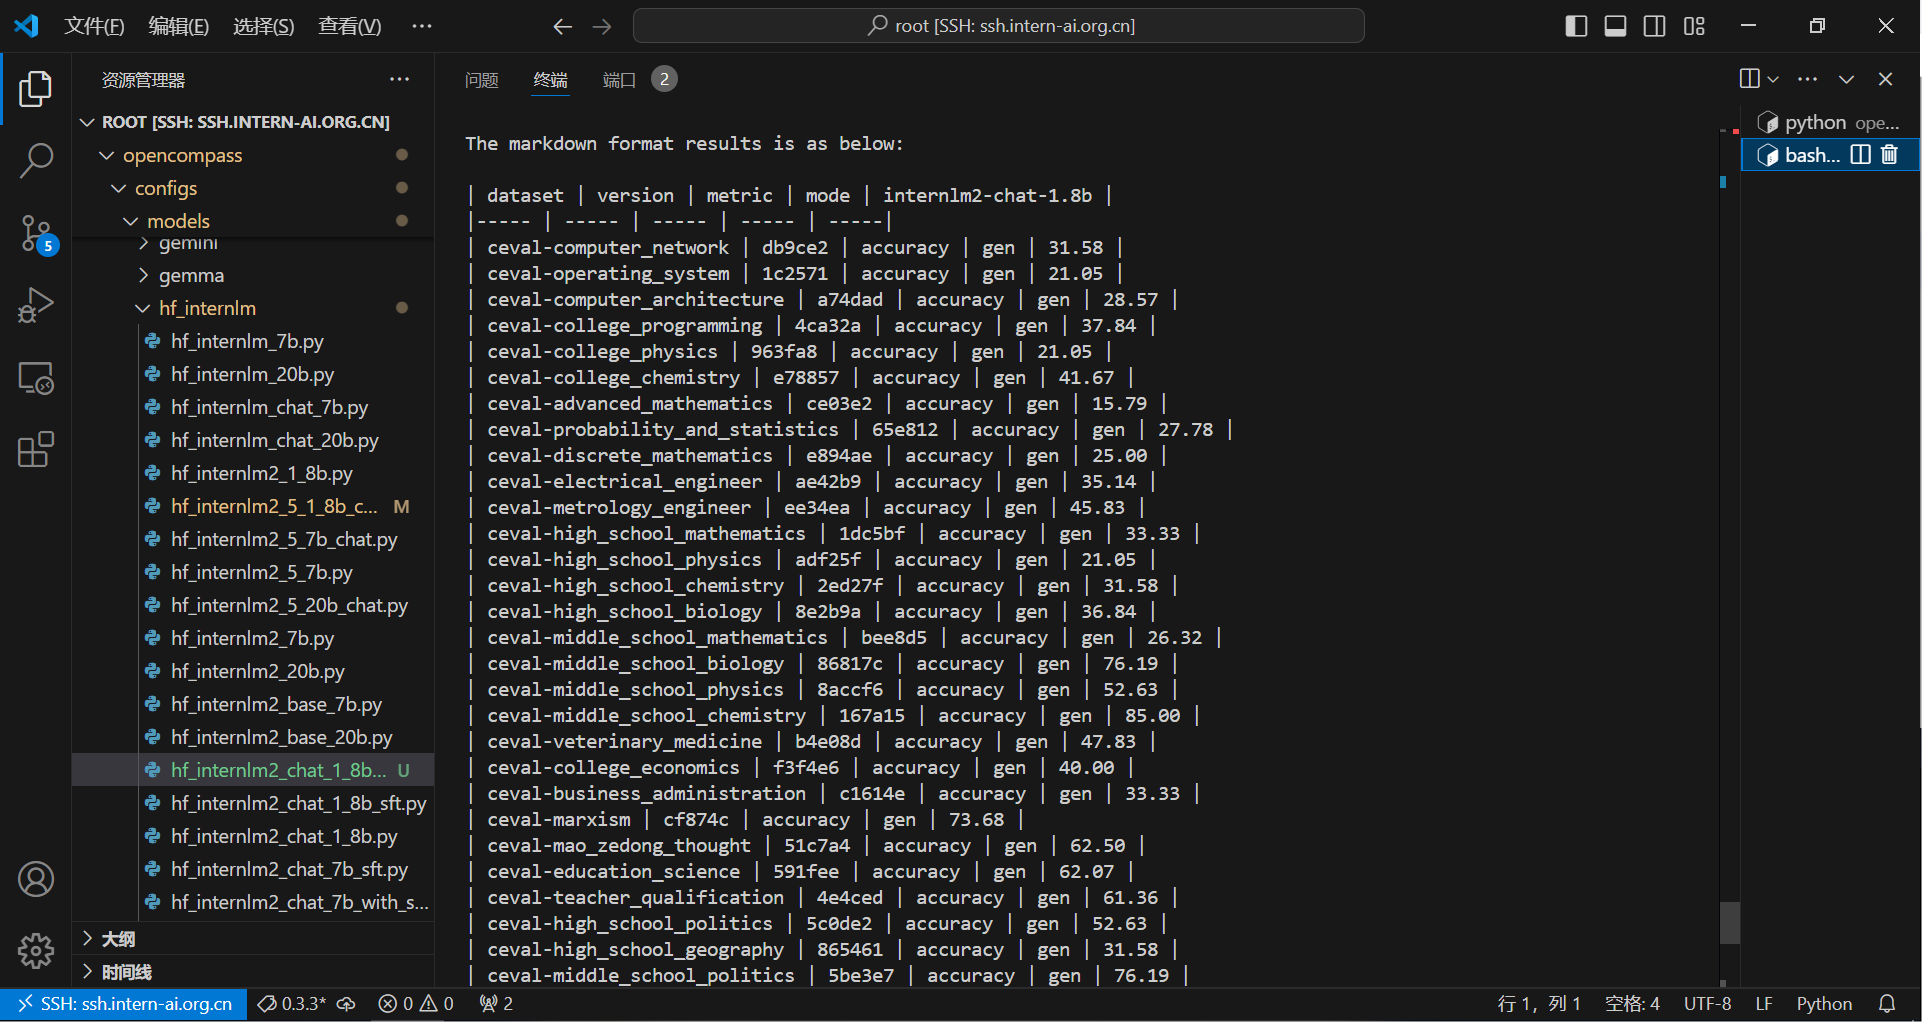 文件(F) 编辑(E) 选择(S) 查看(V) ··· root [SSH: ssh.intern-ai.org.cn]
资源管理器
ROOT [SSH: SSH.INTERN-AI.ORG.CN]
opencompass
configs
models
gemini
gemma
hf_internlm
hf_internlm_7b.py
hf_internlm_20b.py
hf_internlm_chat_7b.py
hf_internlm_chat_20b.py
hf_internlm2_1_8b.py
hf_internlm2_5_1_8b_c... M
hf_internlm2_5_7b_chat.py
hf_internlm2_5_7b.py
hf_internlm2_5_20b_chat.py
hf_internlm2_7b.py
hf_internlm2_20b.py
hf_internlm2_base_7b.py
hf_internlm2_base_20b.py
hf_internlm2_chat_1_8b... U
hf_internlm2_chat_1_8b_sft.py
hf_internlm2_chat_1_8b.py
hf_internlm2_chat_7b_sft.py
hf_internlm2_chat_7b_with_s...
大纲
时间线
5
问题 终端 端口 2
The markdown format results is as below:
| dataset | version | metric | mode | internlm2-chat-1.8b |
|----- | ----- | ----- | ----- | -----|
| ceval-computer_network | db9ce2 | accuracy | gen | 31.58 |
| ceval-operating_system | 1c2571 | accuracy | gen | 21.05 |
| ceval-computer_architecture | a74dad | accuracy | gen | 28.57 |
| ceval-college_programming | 4ca32a | accuracy | gen | 37.84 |
| ceval-college_physics | 963fa8 | accuracy | gen | 21.05 |
| ceval-college_chemistry | e78857 | accuracy | gen | 41.67 |
| ceval-advanced_mathematics | ce03e2 | accuracy | gen | 15.79 |
| ceval-probability_and_statistics | 65e812 | accuracy | gen | 27.78 |
| ceval-discrete_mathematics | e894ae | accuracy | gen | 25.00 |
| ceval-electrical_engineer | ae42b9 | accuracy | gen | 35.14 |
| ceval-metrology_engineer | ee34ea | accuracy | gen | 45.83 |
| ceval-high_school_mathematics | 1dc5bf | accuracy | gen | 33.33 |
| ceval-high_school_physics | adf25f | accuracy | gen | 21.05 |
| ceval-high_school_chemistry | 2ed27f | accuracy | gen | 31.58 |
| ceval-high_school_biology | 8e2b9a | accuracy | gen | 36.84 |
| ceval-middle_school_mathematics | bee8d5 | accuracy | gen | 26.32 |
| ceval-middle_school_biology | 86817c | accuracy | gen | 76.19 |
| ceval-middle_school_physics | 8accf6 | accuracy | gen | 52.63 |
| ceval-middle_school_chemistry | 167a15 | accuracy | gen | 85.00 |
| ceval-veterinary_medicine | b4e08d | accuracy | gen | 47.83 |
| ceval-college_economics | f3f4e6 | accuracy | gen | 40.00 |
| ceval-business_administration | c1614e | accuracy | gen | 33.33 |
| ceval-marxism | cf874c | accuracy | gen | 73.68 |
| ceval-mao_zedong_thought | 51c7a4 | accuracy | gen | 62.50 |
| ceval-education_science | 591fee | accuracy | gen | 62.07 |
| ceval-teacher_qualification | 4e4ced | accuracy | gen | 61.36 |
| ceval-high_school_politics | 5c0de2 | accuracy | gen | 52.63 |
| ceval-high_school_geography | 865461 | accuracy | gen | 31.58 |
| ceval-middle_school_politics | 5be3e7 | accuracy | gen | 76.19 |
python ope...
bash...
SSH: ssh.intern-ai.org.cn 0.3.3* 0 0 2 行 1，列 1 空格: 4 UTF-8 LF Python